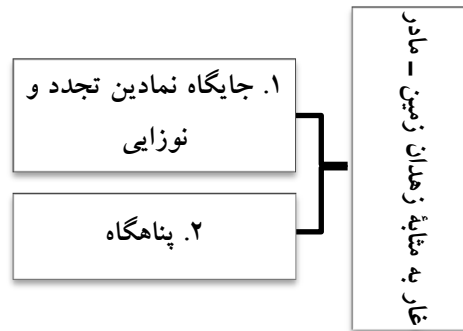 غار به مثابهٔ زهدان زمین – مادر
۱. جایگاه نمادین تجدد و
نوزایی
۲. پناهگاه